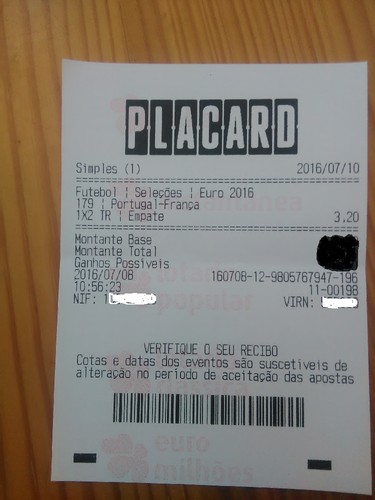 PLACARD
Simples (1) 2016/07/10
Futebol ¦ Seleções ¦ Euro 2016
179 ¦ Portugal-França
1X2 TR ¦ Empate 3,20
Montante Base
Montante Total
Ganhos Possíveis
2016/07/08 160708-12-9805767947-196
10:56:23 11-00198
NIF: VIRN:
VERIFIQUE O SEU RECIBO
Cotas e datas dos eventos são suscetíveis de
alteração no período de aceitação das apostas
euro
milhões